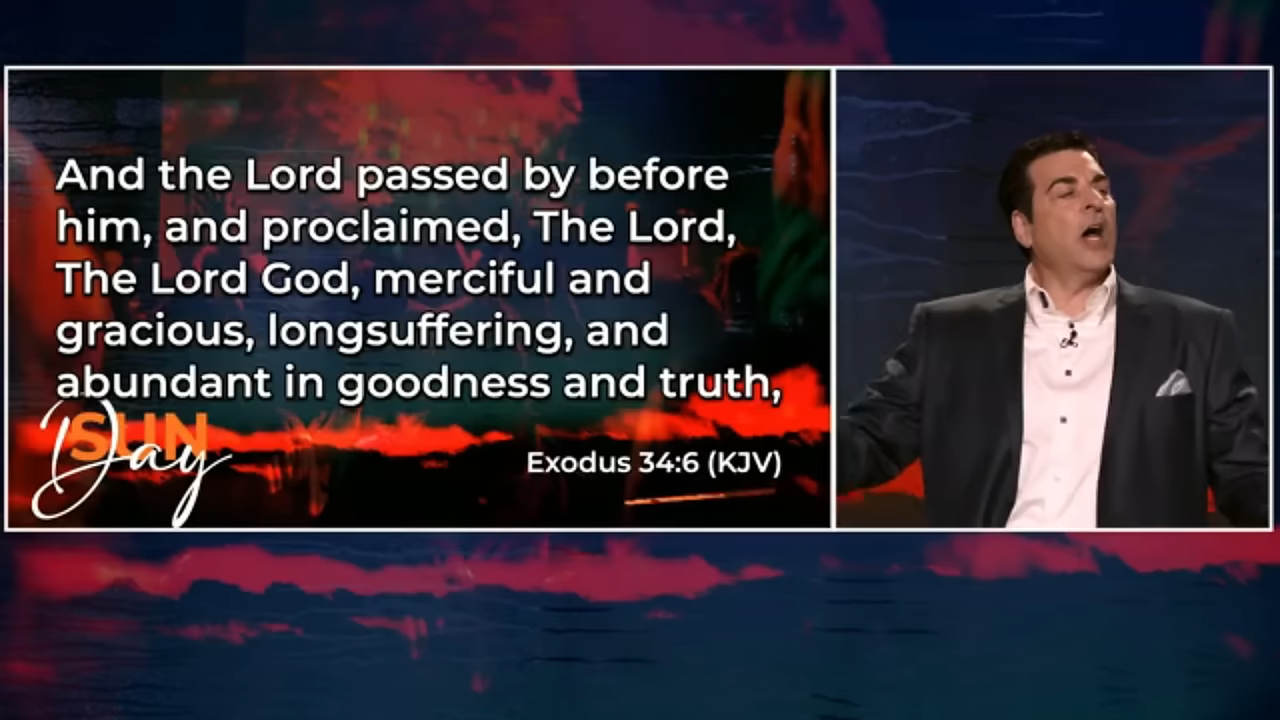 And the Lord passed by before
him, and proclaimed, The Lord,
The Lord God, merciful and
gracious, longsuffering, and
abundant in goodness and truth,
SUN
Day
Exodus 34:6 (KJV)